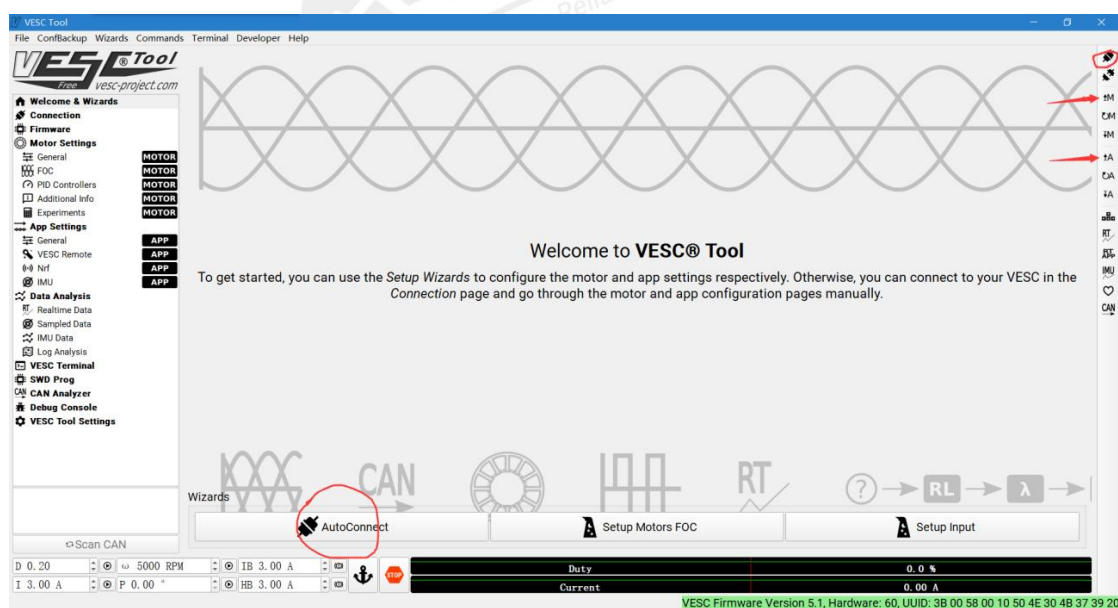 VESC Tool
File ConfBackup Wizards Commands Terminal Developer Help
VESC ® Tool
Free vesc-project.com
Welcome & Wizards
Connection
Firmware
Motor Settings
General MOTOR
FOC MOTOR
PID Controllers MOTOR
Additional Info MOTOR
Experiments MOTOR
App Settings
General APP
VESC Remote APP
Nrf APP
IMU APP
Data Analysis
RT Realtime Data
Sampled Data
IMU Data
Log Analysis
VESC Terminal
SWD Prog
CAN CAN Analyzer
Debug Console
VESC Tool Settings
Scan CAN
D 0.20 ω 5000 RPM IB 3.00 A
I 3.00 A P 0.00 ° HB 3.00 A
STOP
Welcome to VESC® Tool
To get started, you can use the Setup Wizards to configure the motor and app settings respectively. Otherwise, you can connect to your VESC in the
Connection page and go through the motor and app configuration pages manually.
CAN RT ? RL λ
Wizards
AutoConnect Setup Motors FOC Setup Input
Duty 0.0 %
Current 0.00 A
VESC Firmware Version 5.1, Hardware: 60, UUID: 3B 00 58 00 10 50 4E 30 4B 37 39 20
M
M
M
A
A
A
RT
RT
APP
IMU
CAN